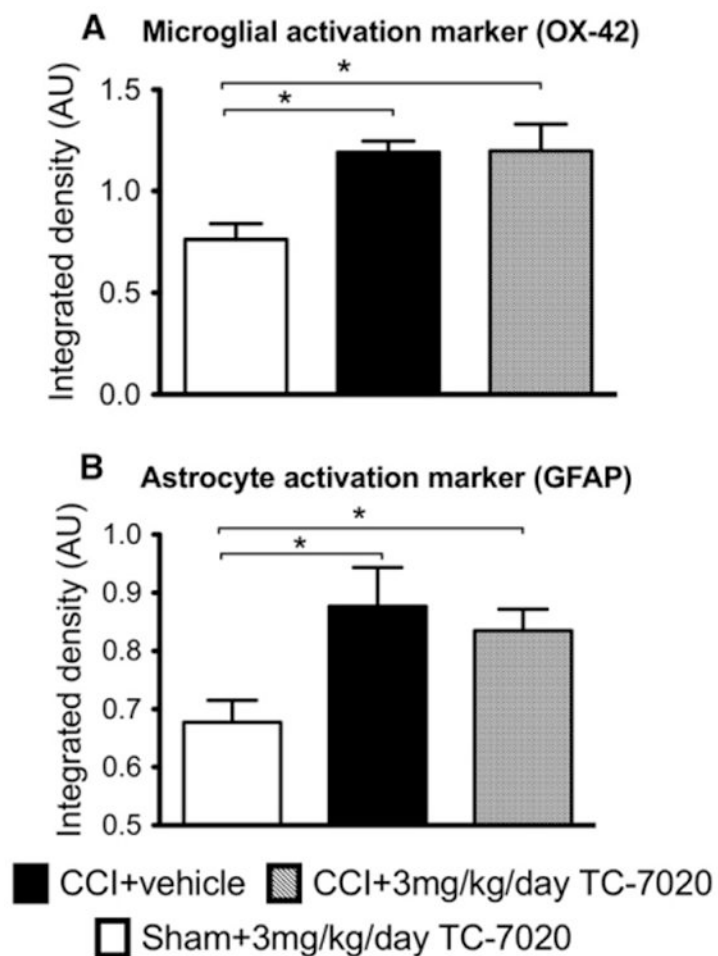 A Microglial activation marker (OX-42)
Integrated density (AU)
1.5
1.0
0.5
0.0
*
*
B Astrocyte activation marker (GFAP)
Integrated density (AU)
1.0
0.9
0.8
0.7
0.6
0.5
*
*
CCI+vehicle CCI+3mg/kg/day TC-7020
Sham+3mg/kg/day TC-7020